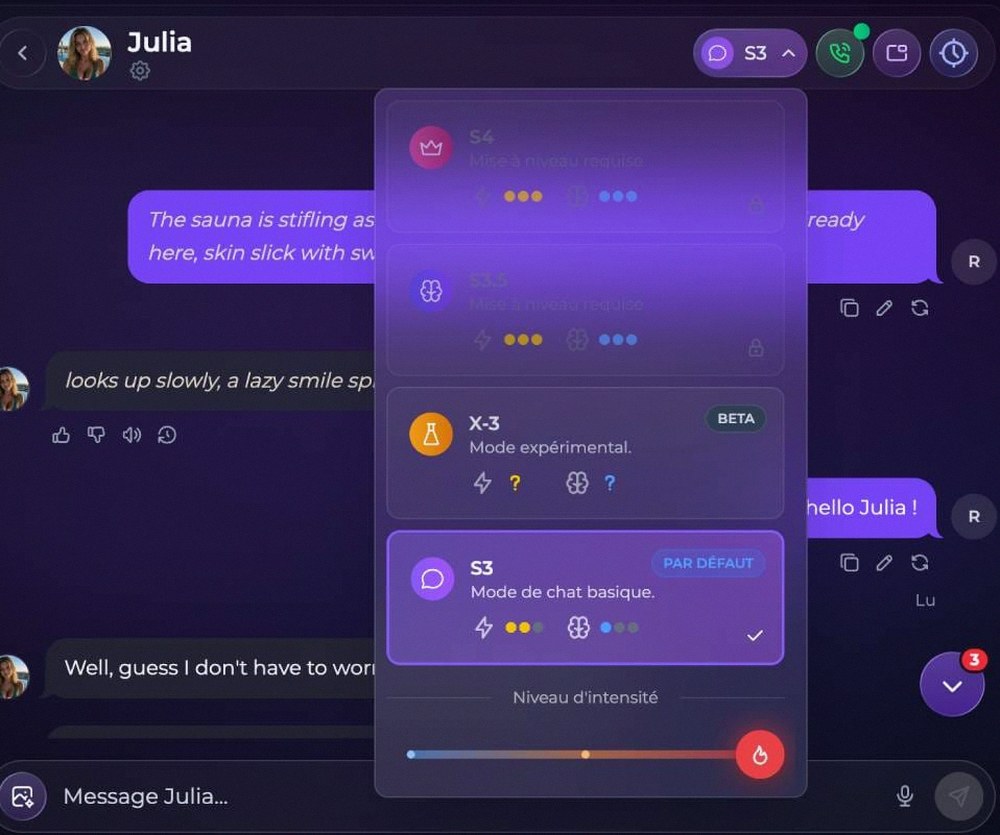 Julia
S3
S4
Mise à niveau requise
The sauna is stifling as
ready
here, skin slick with sw
R
S3.5
Mise à niveau requise
looks up slowly, a lazy smile sp
X-3
BETA
Mode expérimental.
?
?
hello Julia !
R
S3
PAR DÉFAUT
Mode de chat basique.
Lu
Well, guess I don't have to wor
3
Niveau d'intensité
Message Julia...